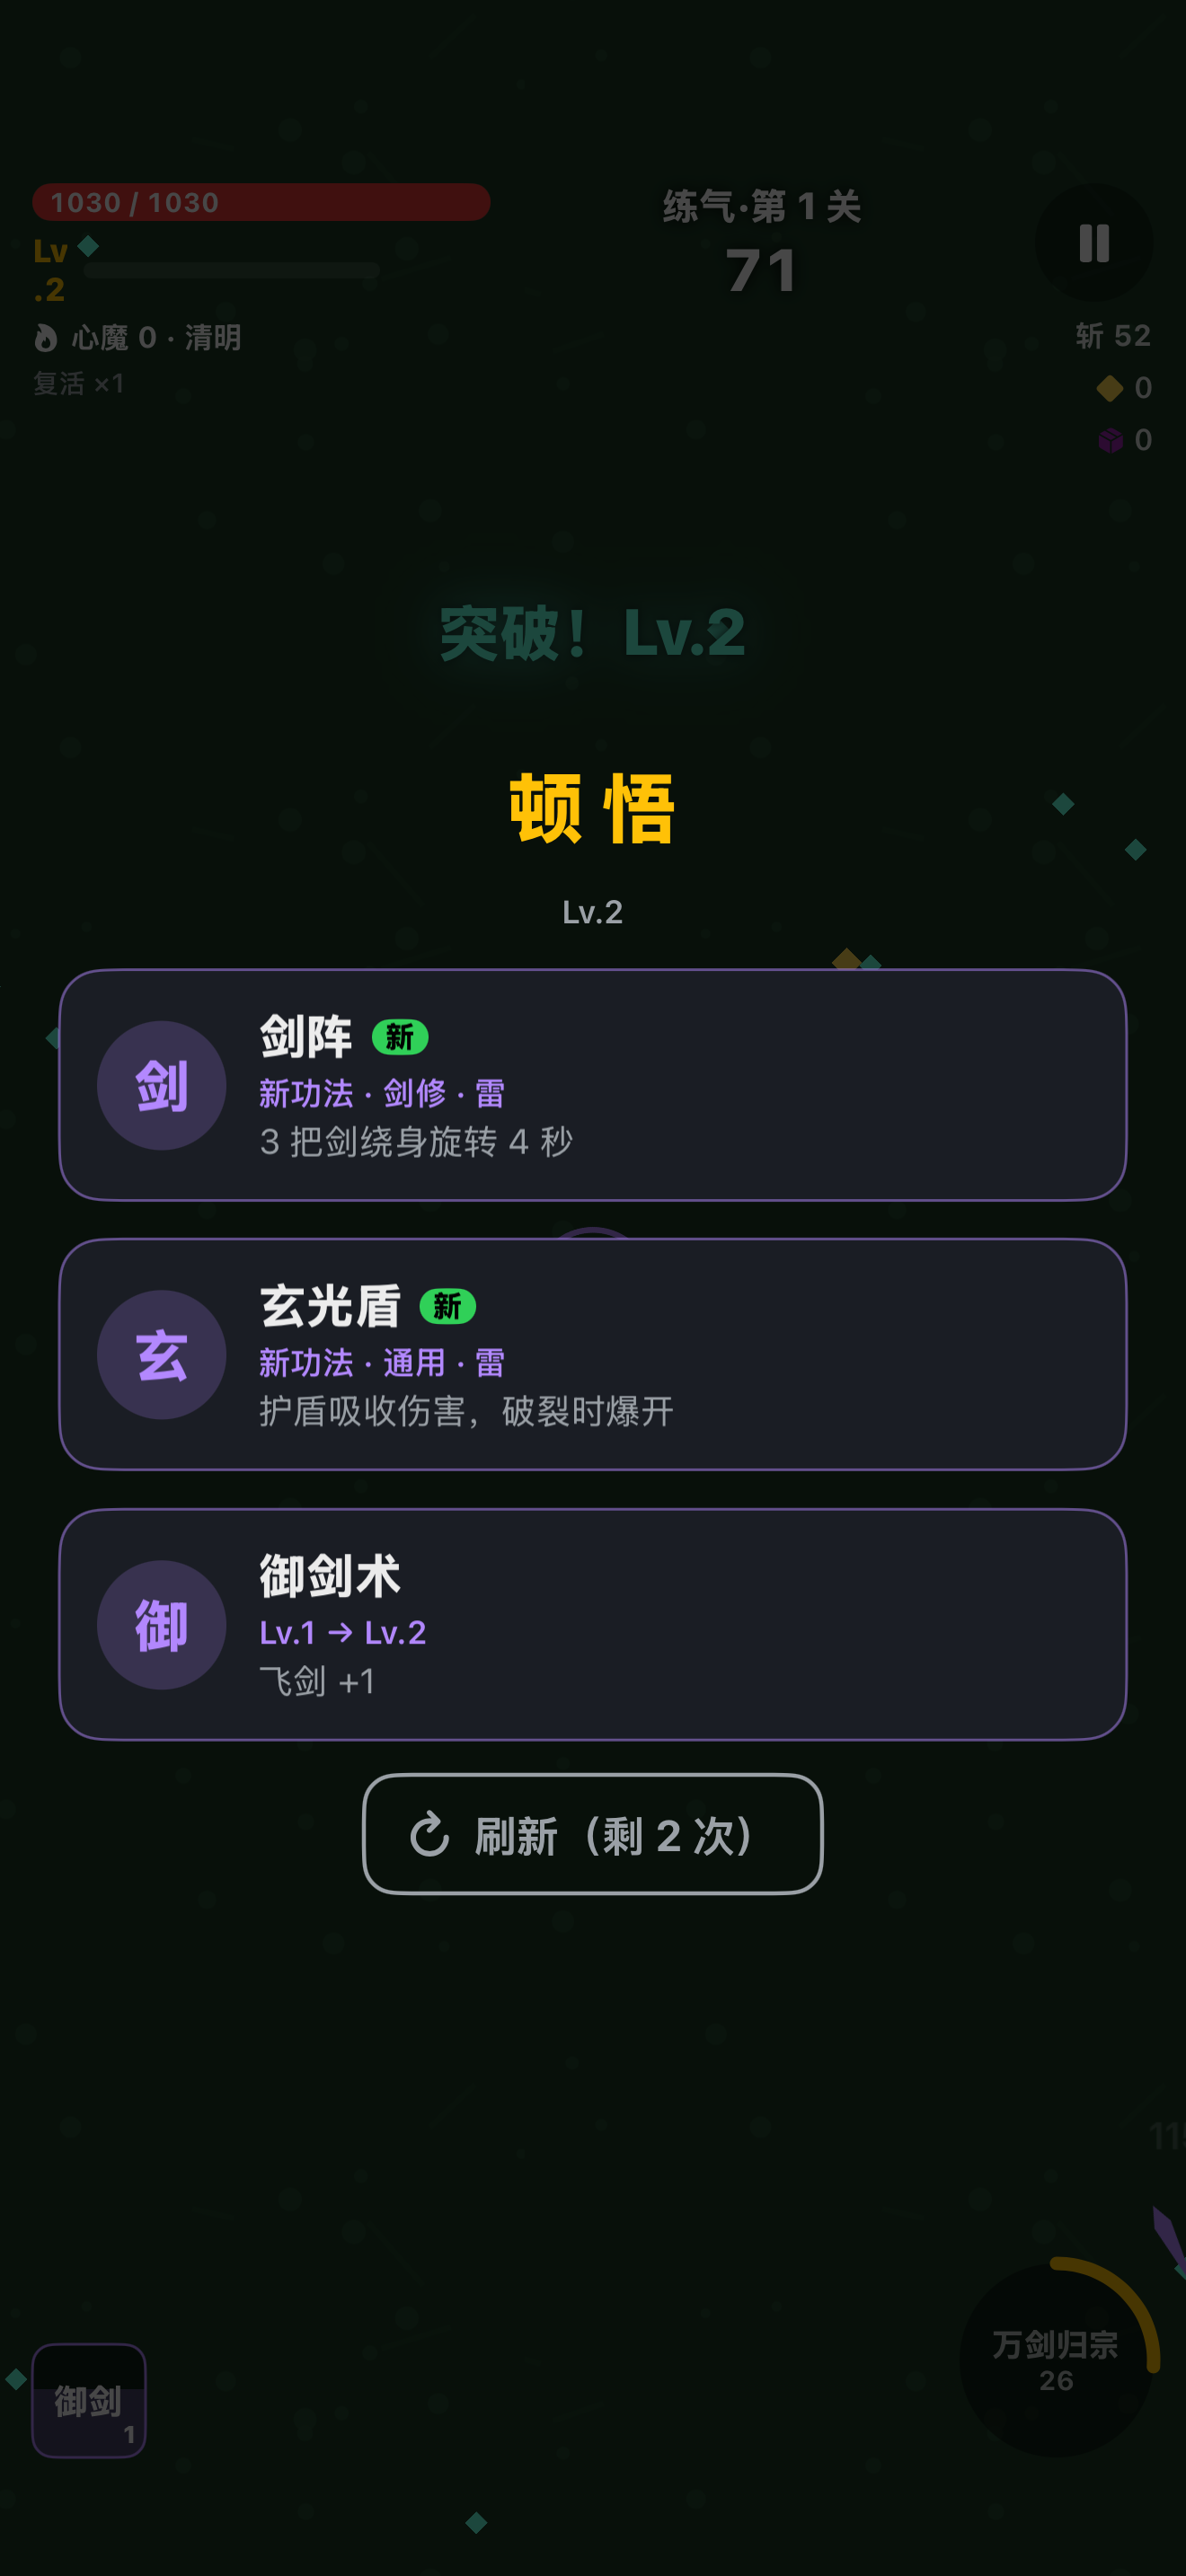 1030 / 1030
练气·第 1 关
71
Lv
.2
心魔 0 · 清明
复活 ×1
斩 52
0
0
突破！Lv.2
顿悟
Lv.2
剑
剑阵 新
新功法 · 剑修 · 雷
3 把剑绕身旋转 4 秒
玄
玄光盾 新
新功法 · 通用 · 雷
护盾吸收伤害，破裂时爆开
御
御剑术
Lv.1 → Lv.2
飞剑 +1
刷新（剩 2 次）
万剑归宗
26
御剑
1